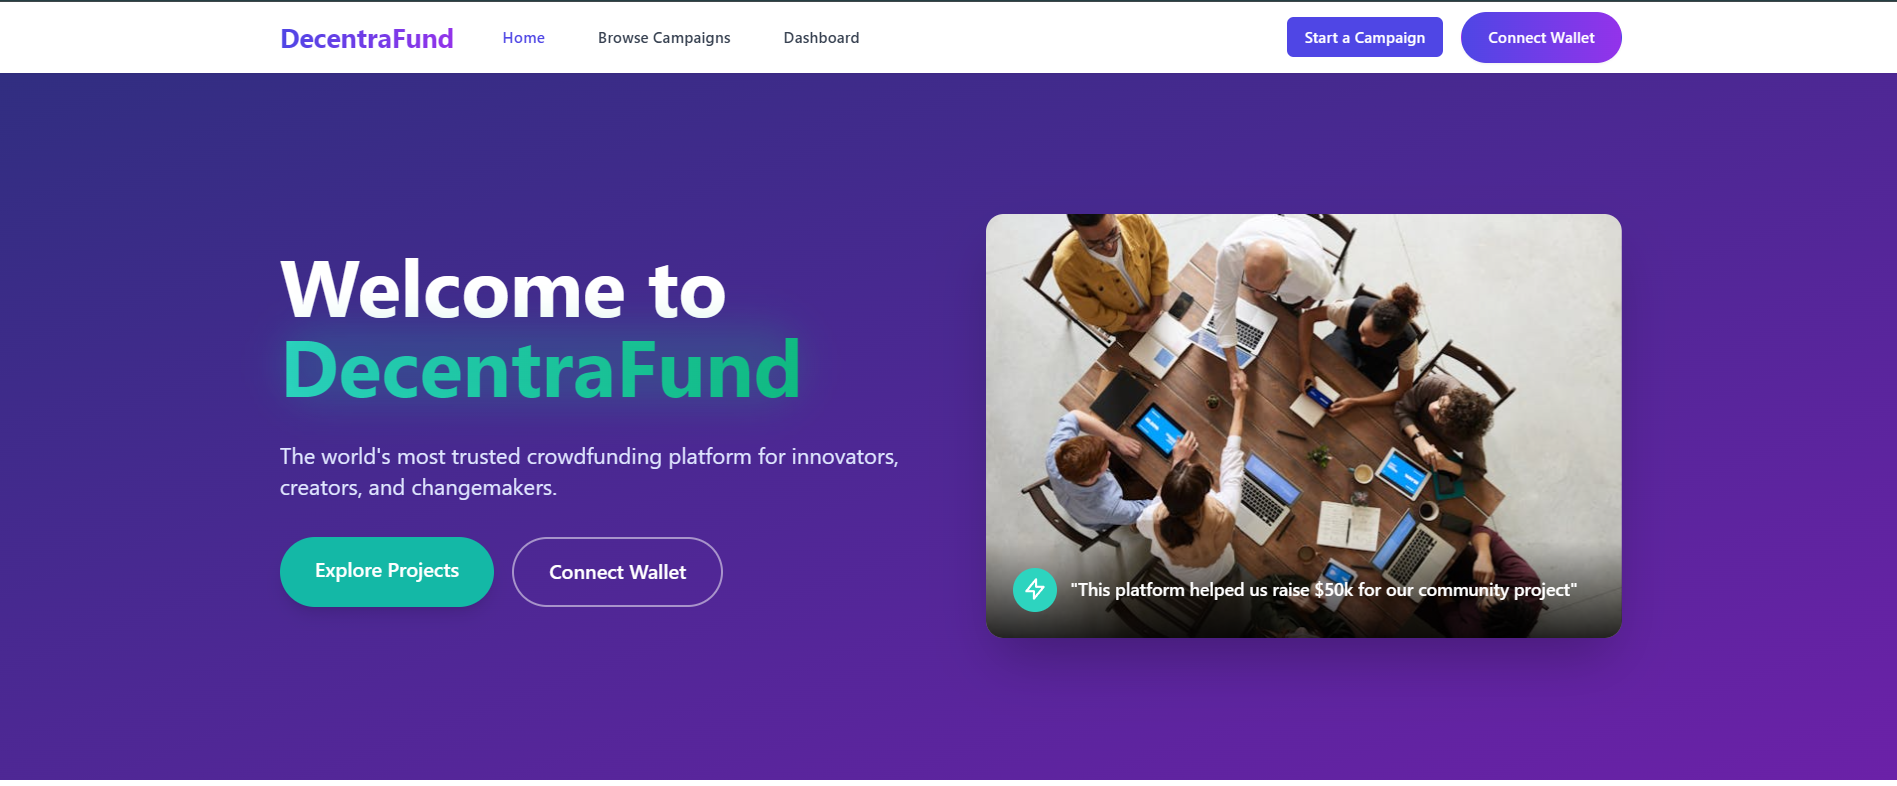 DecentraFund
Home
Browse Campaigns
Dashboard
Start a Campaign
Connect Wallet
Welcome to
DecentraFund
The world's most trusted crowdfunding platform for innovators,
creators, and changemakers.
Explore Projects
Connect Wallet
"This platform helped us raise $50k for our community project"